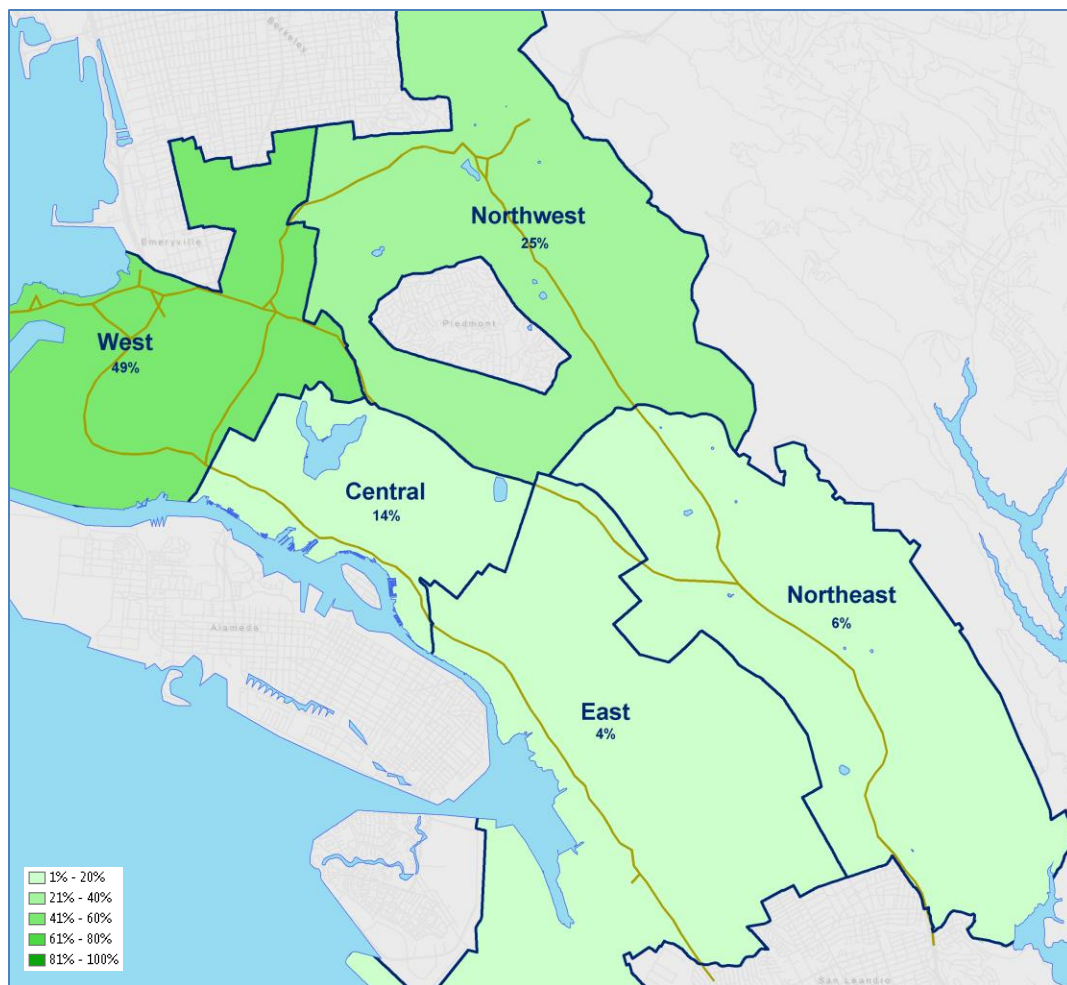 Berkeley
Northwest
25%
Emeryville
Piedmont
West
49%
Central
14%
Northeast
6%
Alameda
East
4%
1% - 20%
21% - 40%
41% - 60%
61% - 80%
81% - 100%
San Leandro